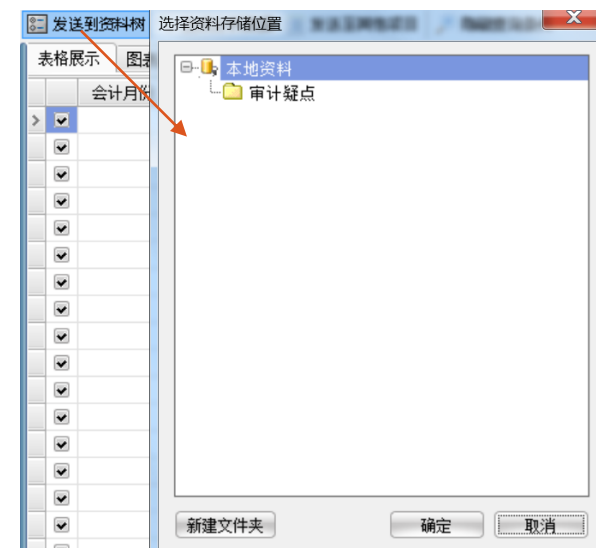 发送到资料树
选择资料存储位置
表格展示
图表
会计月份
本地资料
审计疑点
新建文件夹
确定
取消